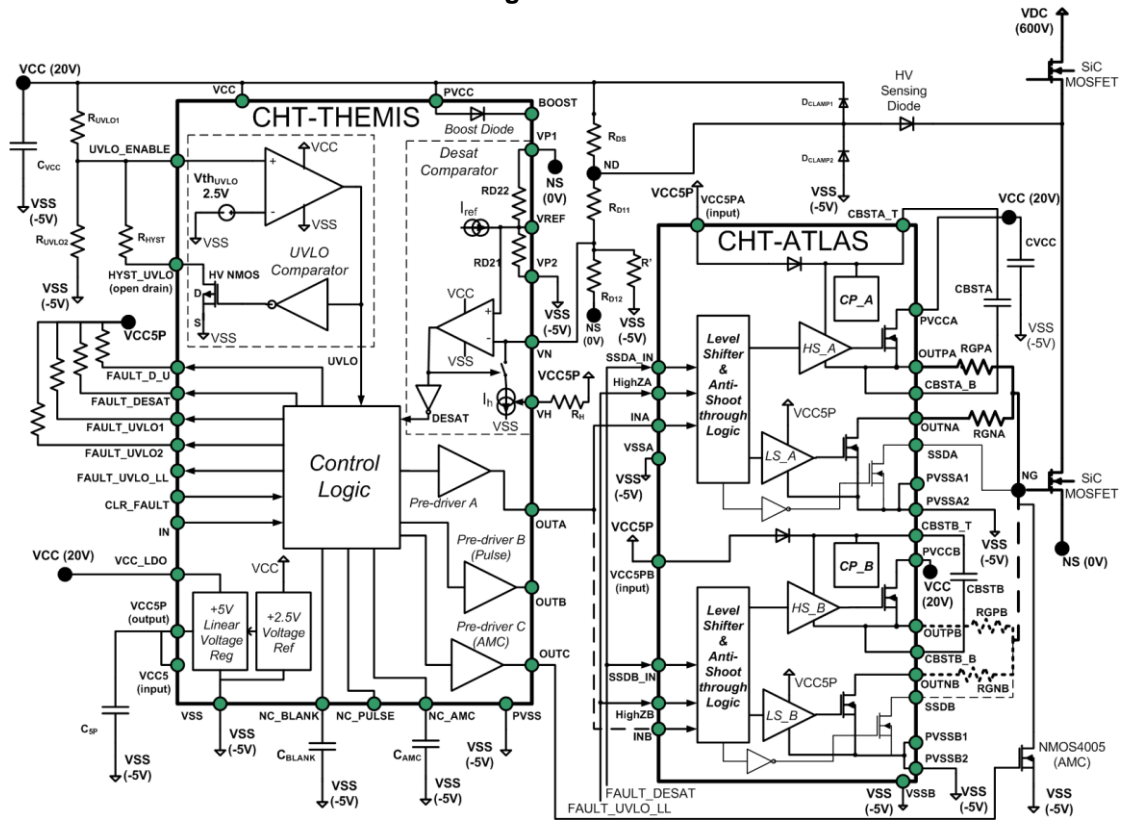 VDC
(600V)
VCC (20V)
VCC
PVCC
HV
Sensing
Diode
SiC
MOSFET
CHT-THEMIS
BOOST
Boost Diode
DCLAMP1
DCLAMP2
RUVLO1
UVLO_ENABLE
CVCC
VSS
(-5V)
RUVLO2
RHYST
VSS
(-5V)
HYST_UVLO
(open drain)
VthUVLO
2.5V
VCC
VSS
VSS
UVLO
Comparator
HV NMOS
D
S
VSS
UVLO
Desat
Comparator
VP1
NS
(0V)
RD22
Iref
VREF
RD21
VP2
VSS
(-5V)
VCC
VSS
VN
VCC5P
Ih
VH
RH
VSS
DESAT
RDS
ND
RD11
RD12
R'
NS
(0V)
VSS
(-5V)
VSS
(-5V)
VCC5P
FAULT_D_U
FAULT_DESAT
FAULT_UVLO1
FAULT_UVLO2
FAULT_UVLO_LL
CLR_FAULT
IN
Control
Logic
Pre-driver A
OUTA
Pre-driver B
(Pulse)
OUTB
Pre-driver C
(AMC)
OUTC
VCC (20V)
VCC_LDO
VCC
VCC5P
(output)
+5V
Linear
Voltage
Reg
+2.5V
Voltage
Ref
VCC5
(input)
VSS
NC_BLANK
NC_PULSE
NC_AMC
PVSS
C5P
VSS
(-5V)
VSS
(-5V)
CBLANK
VSS
(-5V)
CAMC
VSS
(-5V)
VSS
(-5V)
VCC5P
VCC5PA
(input)
CBSTA_T
VCC (20V)
CHT-ATLAS
CVCC
CBSTA
CP_A
PVCCA
VSS
(-5V)
Level
Shifter
&
Anti-
Shoot
through
Logic
HS_A
OUTPA
RGPA
CBSTA_B
SSDA_IN
HighZA
INA
VCC5P
OUTNA
RGNA
LS_A
SSDA
VSSA
VSS
(-5V)
PVSSA1
PVSSA2
VSS
(-5V)
NG
SiC
MOSFET
NS (0V)
VCC5P
VCC5PB
(input)
CBSTB_T
CP_B
PVCCB
VCC
(20V)
CBSTB
Level
Shifter
&
Anti-
Shoot
through
Logic
HS_B
OUTPB
RGPB
CBSTB_B
SSDB_IN
HighZB
INB
VCC5P
OUTNB
RGNB
LS_B
SSDB
PVSSB1
PVSSB2
NMOS4005
(AMC)
VSS
(-5V)
VSSB
VSS
(-5V)
VSS
(-5V)
FAULT_DESAT
FAULT_UVLO_LL